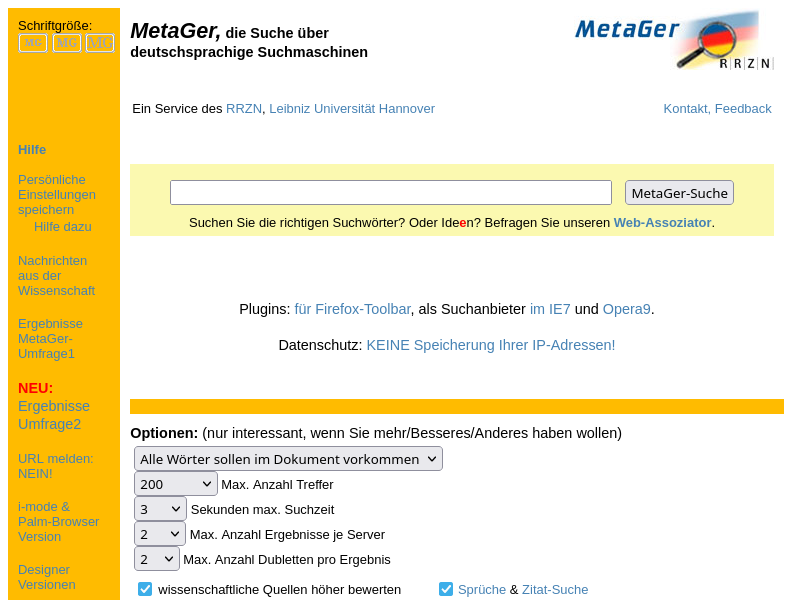 Schriftgröße:
MG MG MG
Hilfe
Persönliche
Einstellungen
speichern
Hilfe dazu
Nachrichten
aus der
Wissenschaft
Ergebnisse
MetaGer-
Umfrage1
NEU:
Ergebnisse
Umfrage2
URL melden:
NEIN!
i-mode &
Palm-Browser
Version
Designer
Versionen
MetaGer, die Suche über
deutschsprachige Suchmaschinen
MetaGer
R|R|Z|N|
Ein Service des RRZN, Leibniz Universität Hannover
Kontakt, Feedback
MetaGer-Suche
Suchen Sie die richtigen Suchwörter? Oder Ideen? Befragen Sie unseren Web-Assoziator.
Plugins: für Firefox-Toolbar, als Suchanbieter im IE7 und Opera9.
Datenschutz: KEINE Speicherung Ihrer IP-Adressen!
Optionen: (nur interessant, wenn Sie mehr/Besseres/Anderes haben wollen)
Alle Wörter sollen im Dokument vorkommen
200 Max. Anzahl Treffer
3 Sekunden max. Suchzeit
2 Max. Anzahl Ergebnisse je Server
2 Max. Anzahl Dubletten pro Ergebnis
wissenschaftliche Quellen höher bewerten
Sprüche & Zitat-Suche